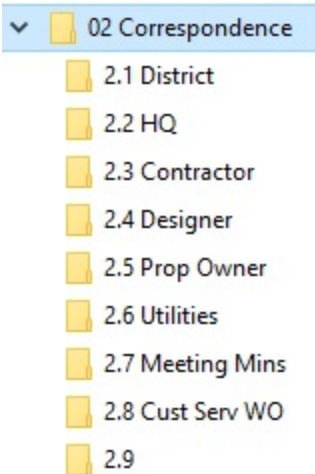 02 Correspondence
2.1 District
2.2 HQ
2.3 Contractor
2.4 Designer
2.5 Prop Owner
2.6 Utilities
2.7 Meeting Mins
2.8 Cust Serv WO
2.9